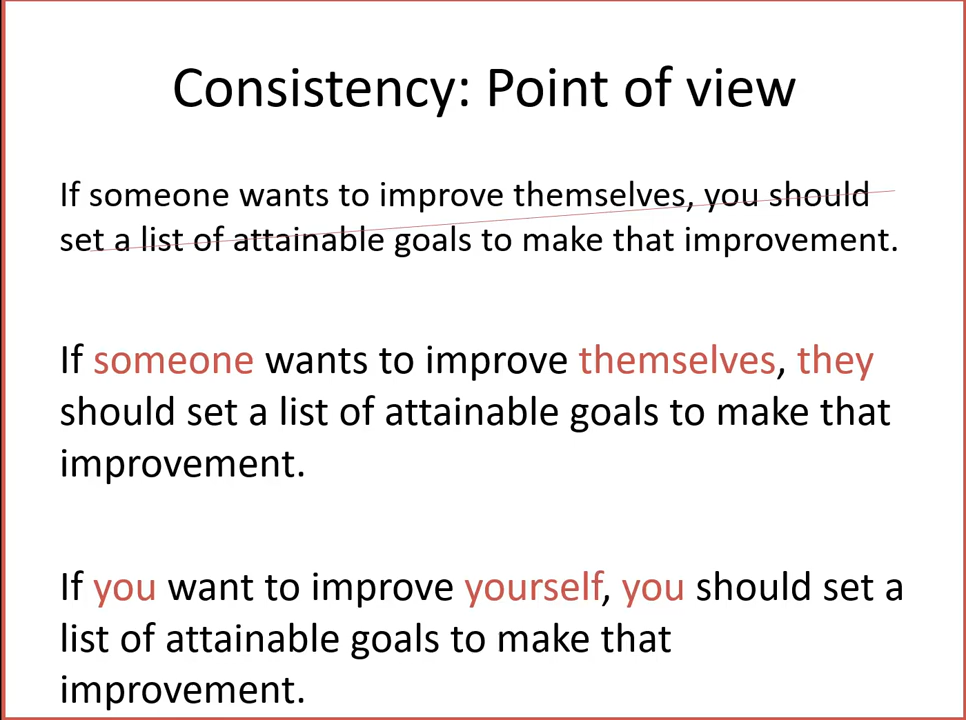 Consistency: Point of view
If someone wants to improve themselves, you should
set a list of attainable goals to make that improvement.
If someone wants to improve themselves, they
should set a list of attainable goals to make that
improvement.
If you want to improve yourself, you should set a
list of attainable goals to make that
improvement.